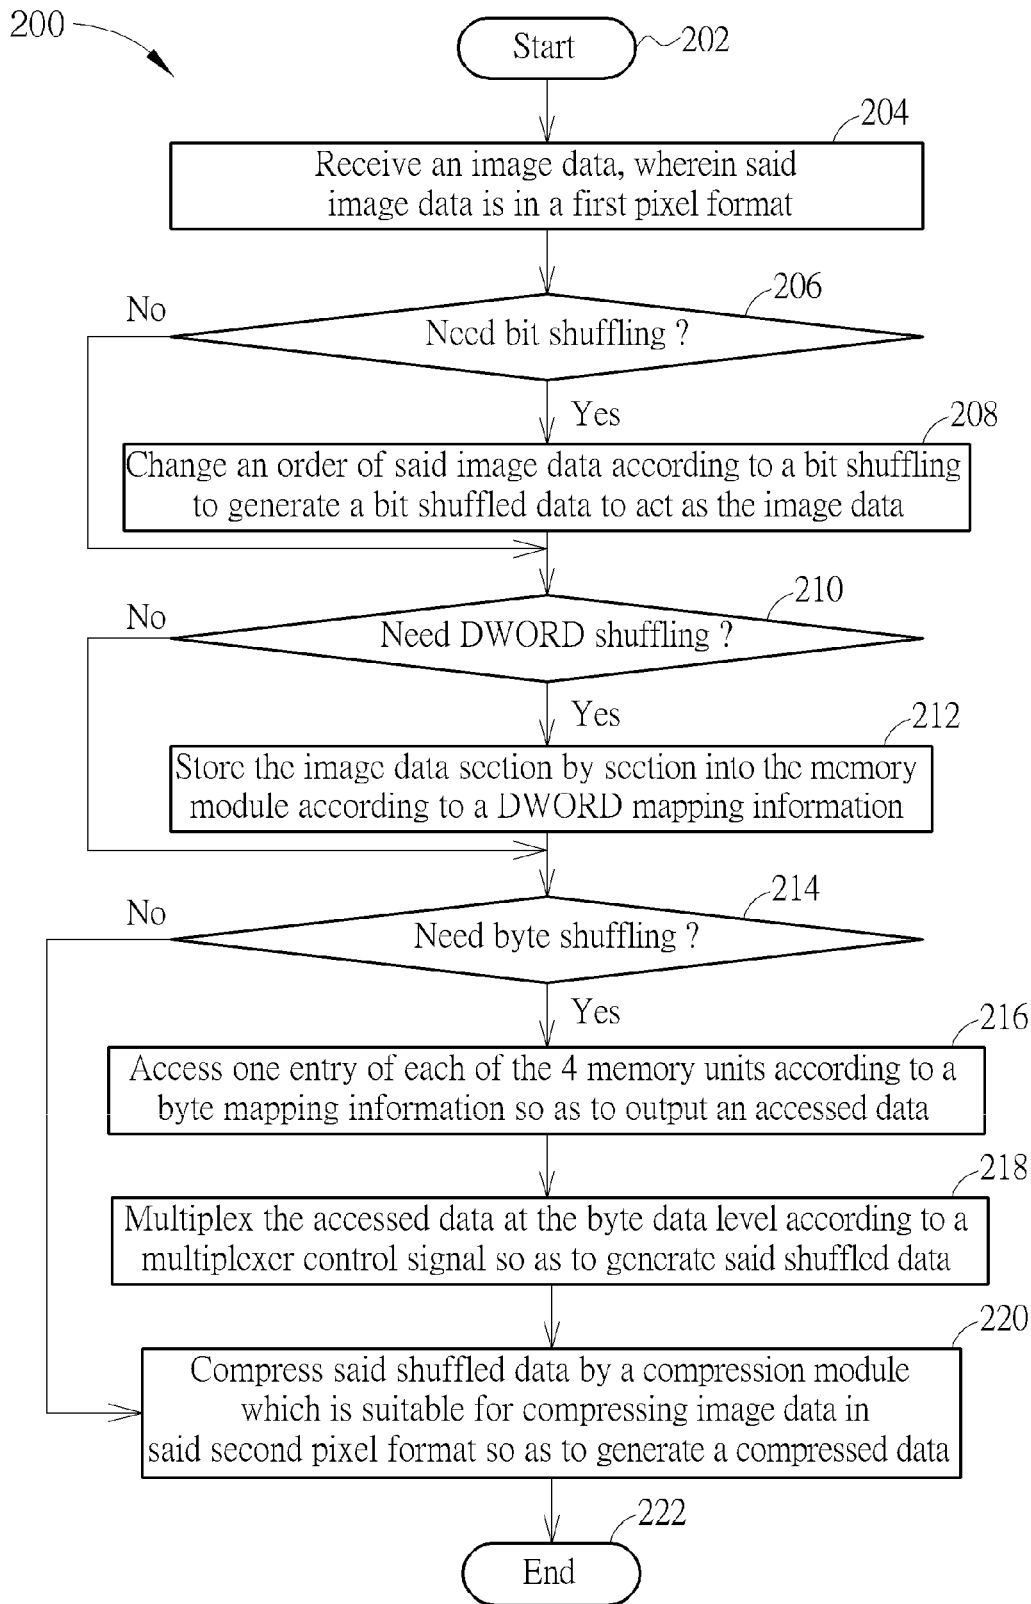 200
Start
202
204
Receive an image data, wherein said
image data is in a first pixel format
206
No
Need bit shuffling ?
Yes
208
Change an order of said image data according to a bit shuffling
to generate a bit shuffled data to act as the image data
210
No
Need DWORD shuffling ?
Yes
212
Store the image data section by section into the memory
module according to a DWORD mapping information
214
No
Need byte shuffling ?
Yes
216
Access one entry of each of the 4 memory units according to a
byte mapping information so as to output an accessed data
218
Multiplex the accessed data at the byte data level according to a
multiplexer control signal so as to generate said shuffled data
220
Compress said shuffled data by a compression module
which is suitable for compressing image data in
said second pixel format so as to generate a compressed data
222
End